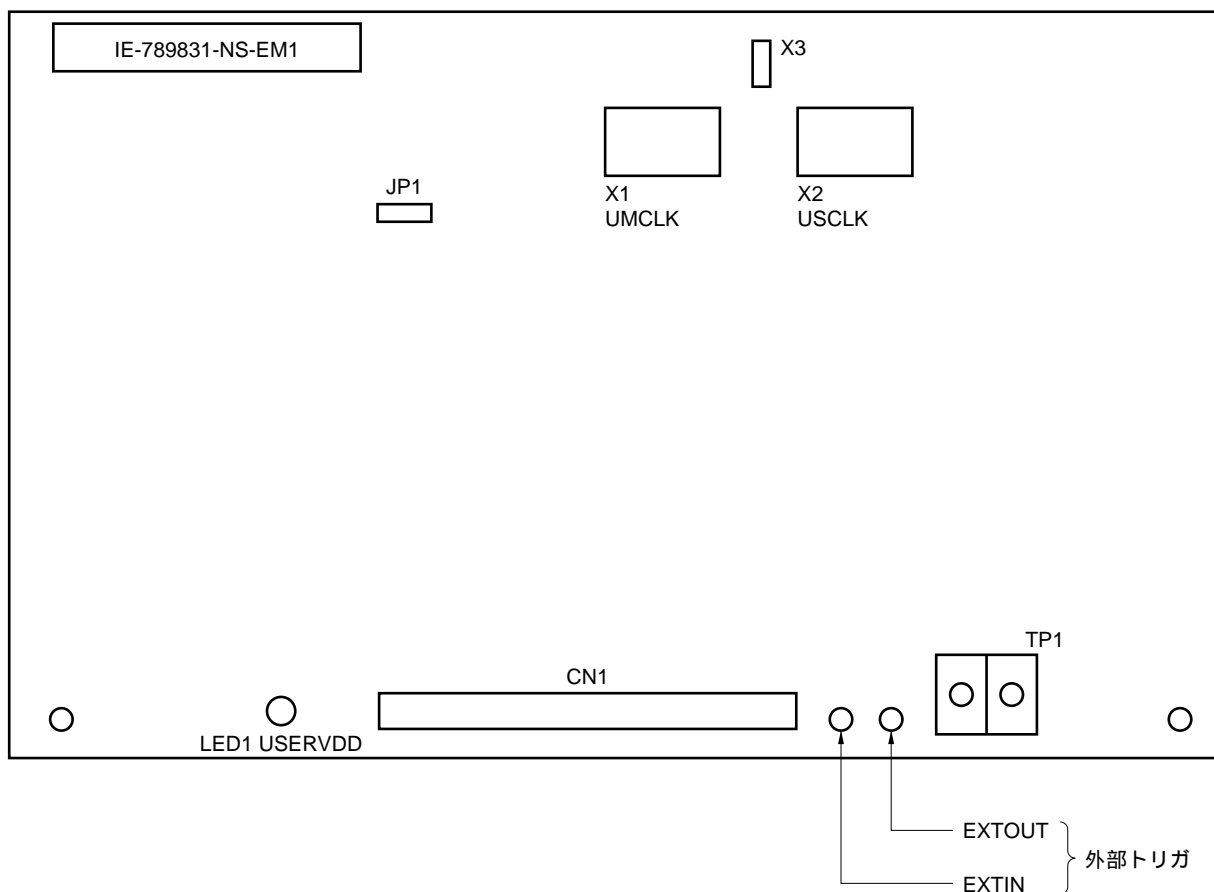 IE-789831-NS-EM1
X3
JP1
X1
UMCLK
X2
USCLK
TP1
CN1
LED1 USERVDD
EXTOUT
外部トリガ
EXTIN